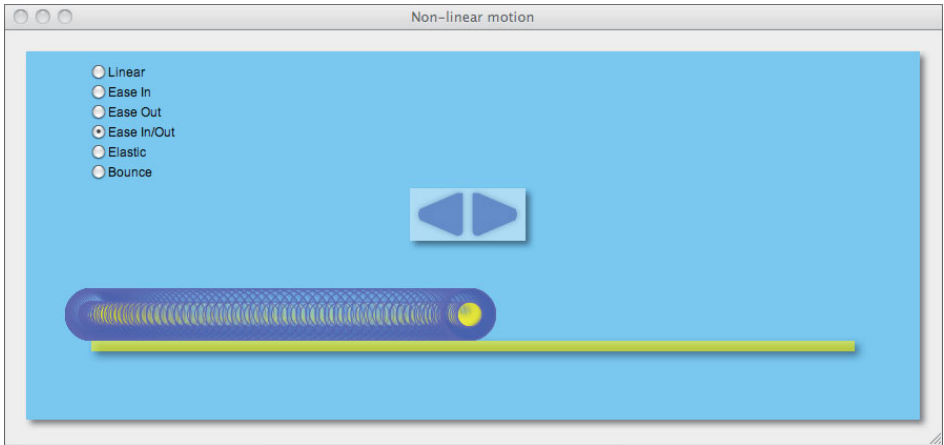 Non-linear motion
Linear
Ease In
Ease Out
Ease In/Out
Elastic
Bounce